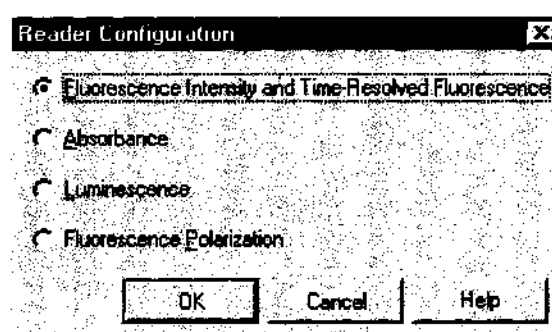 Reader Configuration
Fluorescence Intensity and Time-Resolved Fluorescence
Absorbance
Luminescence
Fluorescence Polarization
OK Cancel Help